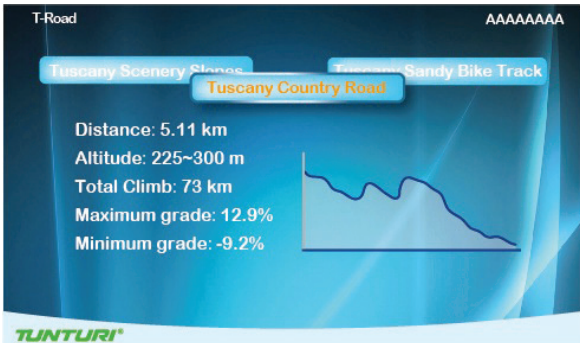 T-Road
AAAAAAAA
Tuscany Scenery Slopes
Tuscany Sandy Bike Track
Tuscany Country Road
Distance: 5.11 km
Altitude: 225~300 m
Total Climb: 73 km
Maximum grade: 12.9%
Minimum grade: -9.2%
TUNTURI®